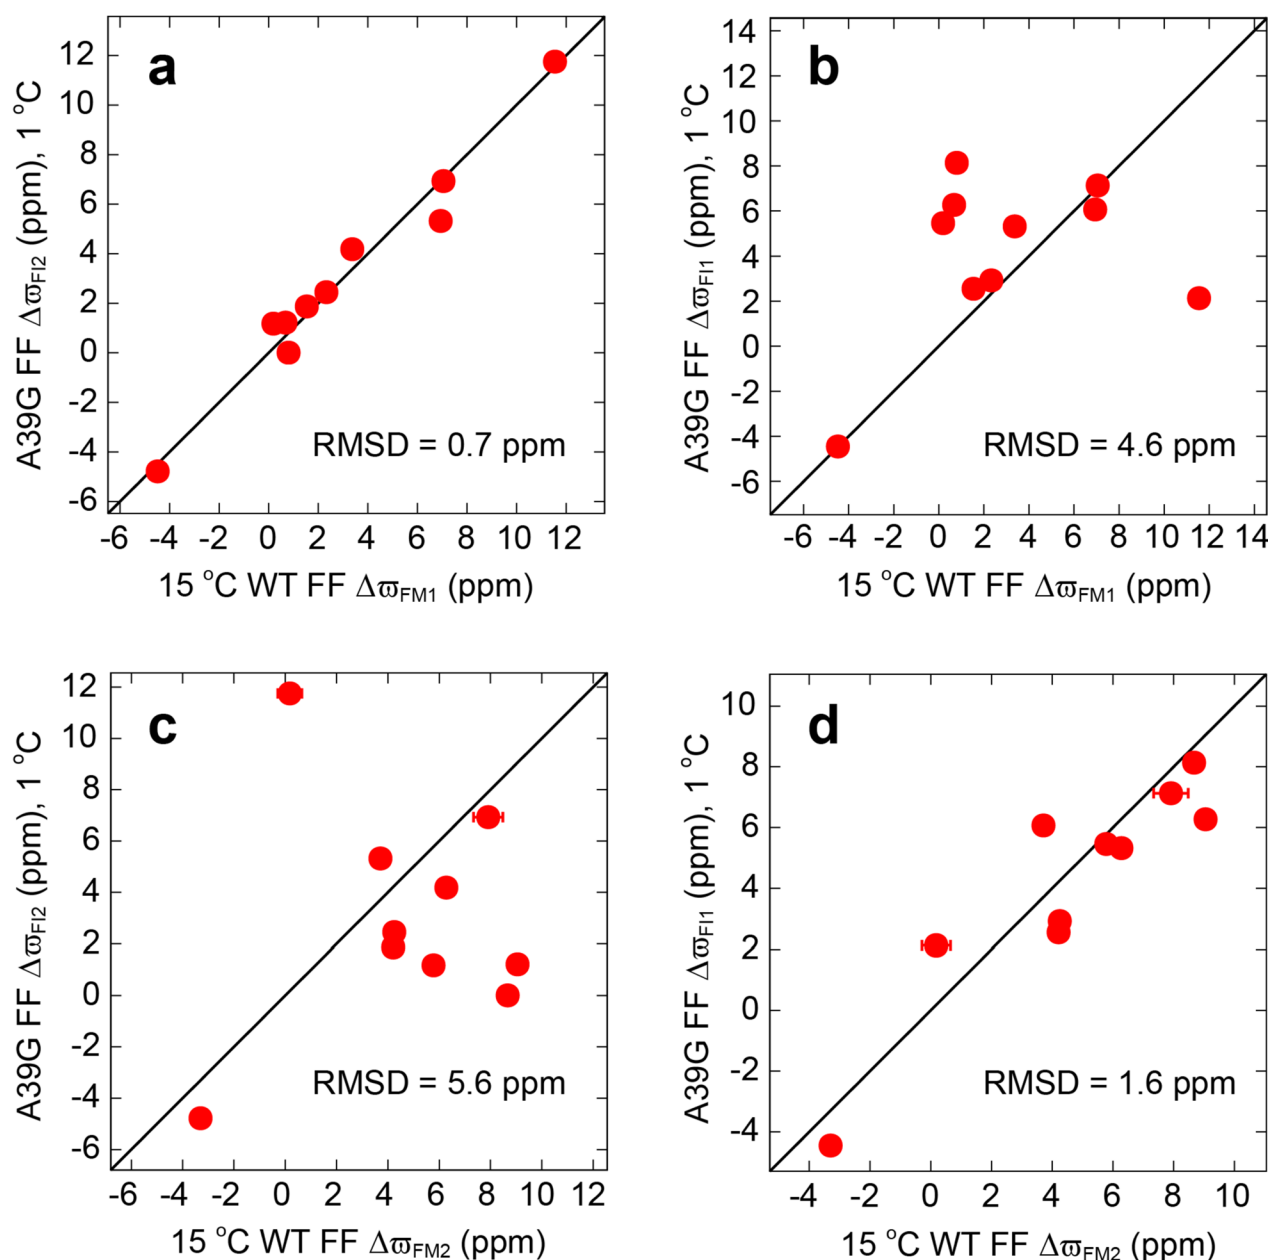 a
A39G FF Δϖ_FI2 (ppm), 1 °C
12
10
8
6
4
2
0
-2
-4
-6
RMSD = 0.7 ppm
-6 -4 -2 0 2 4 6 8 10 12
15 °C WT FF Δϖ_FM1 (ppm)
b
A39G FF Δϖ_FI1 (ppm), 1 °C
14
12
10
8
6
4
2
0
-2
-4
-6
RMSD = 4.6 ppm
-6 -4 -2 0 2 4 6 8 10 12 14
15 °C WT FF Δϖ_FM1 (ppm)
c
A39G FF Δϖ_FI2 (ppm), 1 °C
12
10
8
6
4
2
0
-2
-4
-6
RMSD = 5.6 ppm
-6 -4 -2 0 2 4 6 8 10 12
15 °C WT FF Δϖ_FM2 (ppm)
d
A39G FF Δϖ_FI1 (ppm), 1 °C
10
8
6
4
2
0
-2
-4
RMSD = 1.6 ppm
-4 -2 0 2 4 6 8 10
15 °C WT FF Δϖ_FM2 (ppm)